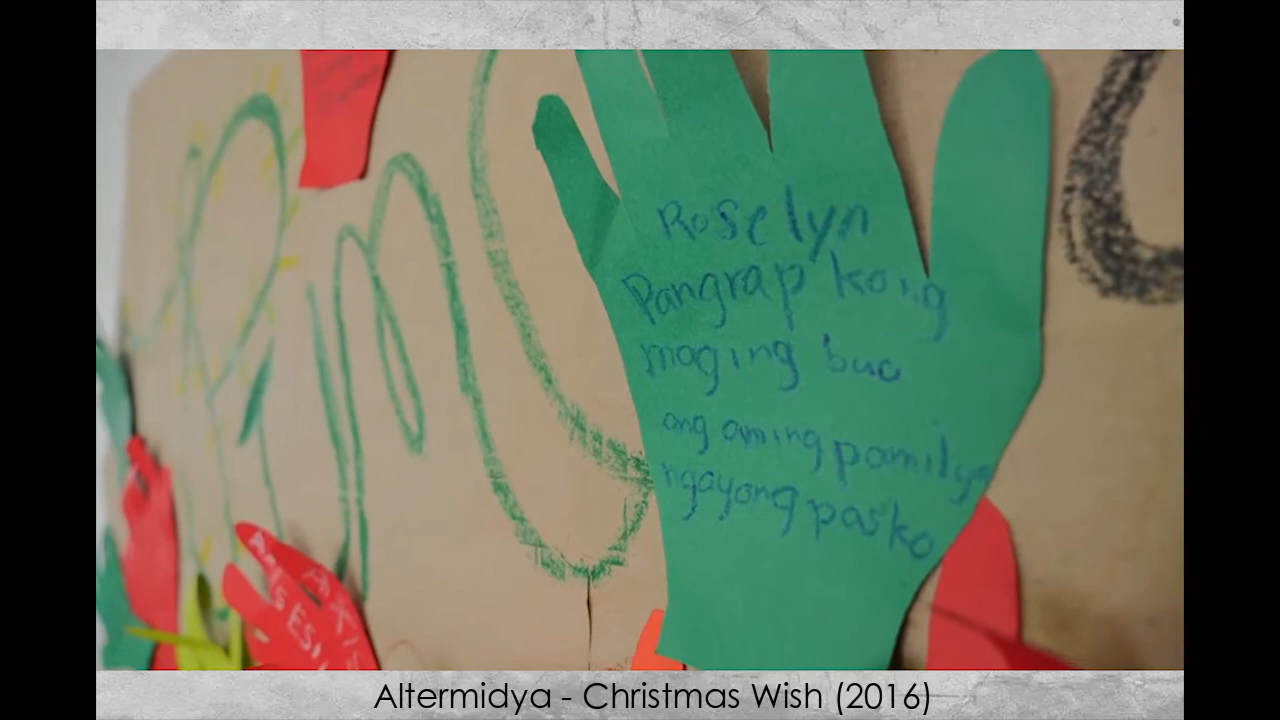 Roselyn
Pangrap kong
maging buo
ang aming pamilya
ngayong pasko
Altermidya - Christmas Wish (2016)